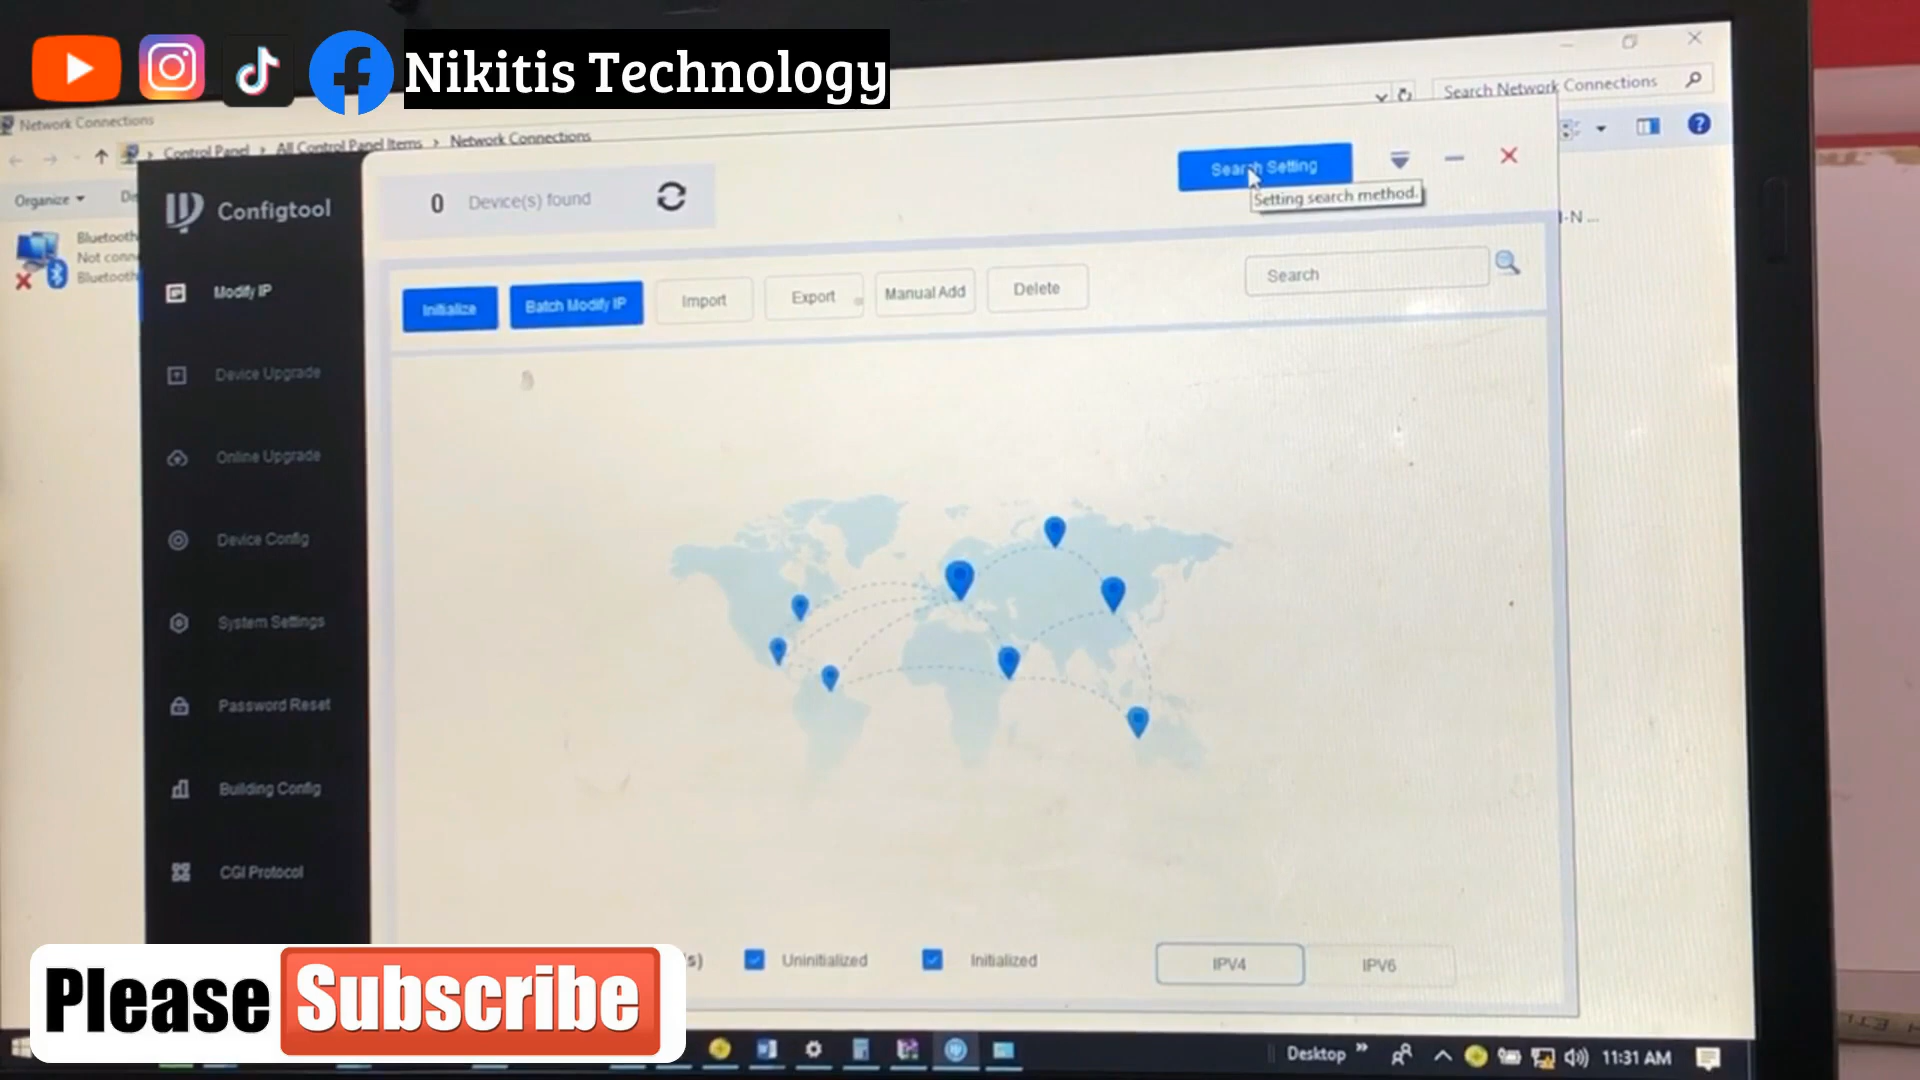 Nikitis Technology
Network Connections
Search Network Connections
Control Panel > All Control Panel Items > Network Connections
Organize
Bluetooth
Not conn
Bluetooth
Configtool
0 Device(s) found
Search Setting
Setting search method.
Modify IP
Device Upgrade
Online Upgrade
Device Config
System Settings
Password Reset
Building Config
CGI Protocol
Initialize
Batch Modify IP
Import
Export
Manual Add
Delete
Search
Uninitialized
Initialized
IPV4
IPV6
Please Subscribe
Desktop
11:31 AM